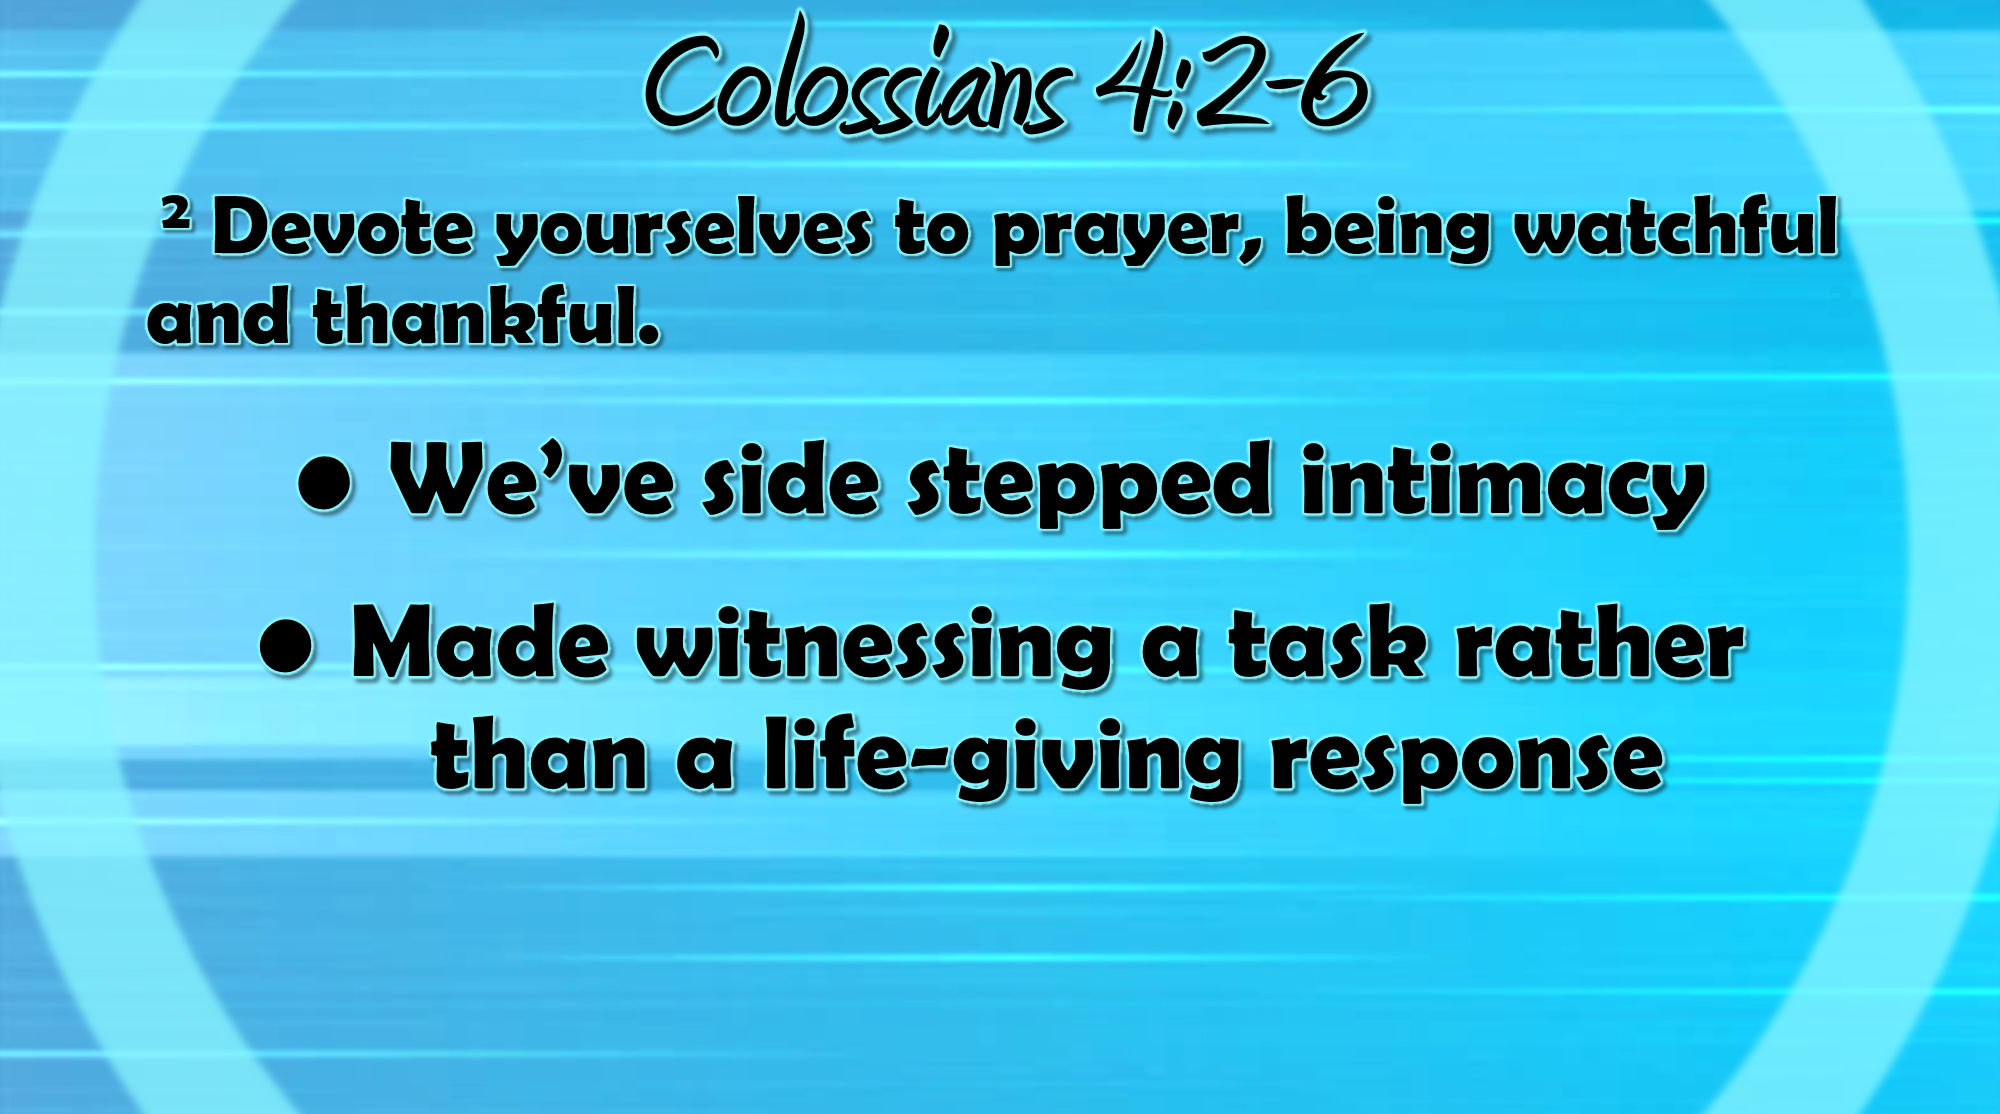 Colossians 4:2-6
² Devote yourselves to prayer, being watchful
and thankful.
● We’ve side stepped intimacy
● Made witnessing a task rather
than a life-giving response